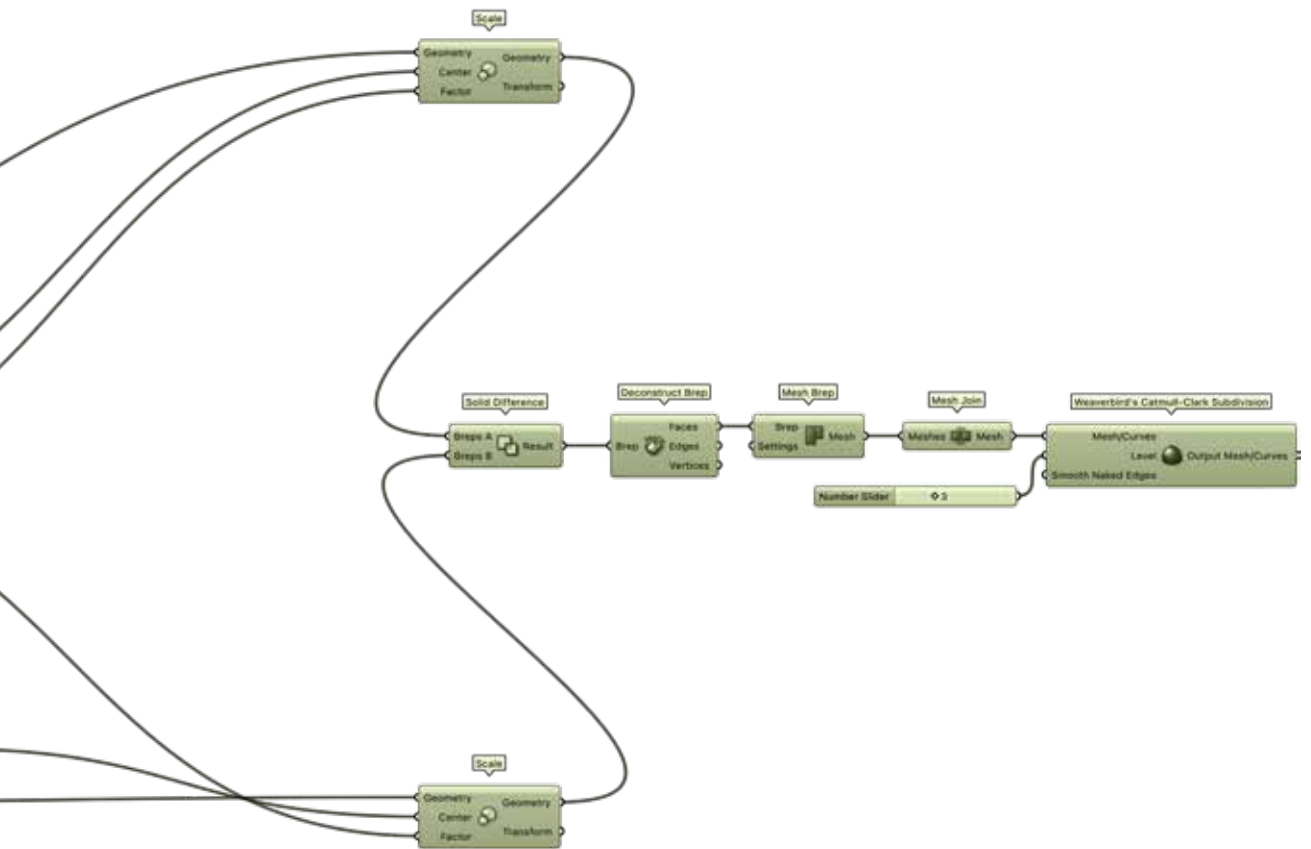 Scale
Geometry
Center
Factor
Geometry
Transform
Solid Difference
Breps A
Breps B
Result
Deconstruct Brep
Brep
Faces
Edges
Vertices
Mesh Brep
Brep
Settings
Mesh
Mesh Join
Meshes
Mesh
Weaverbird's Catmull-Clark Subdivision
Mesh/Curves
Level
Smooth Naked Edges
Output Mesh/Curves
Number Slider
3
Scale
Geometry
Center
Factor
Geometry
Transform